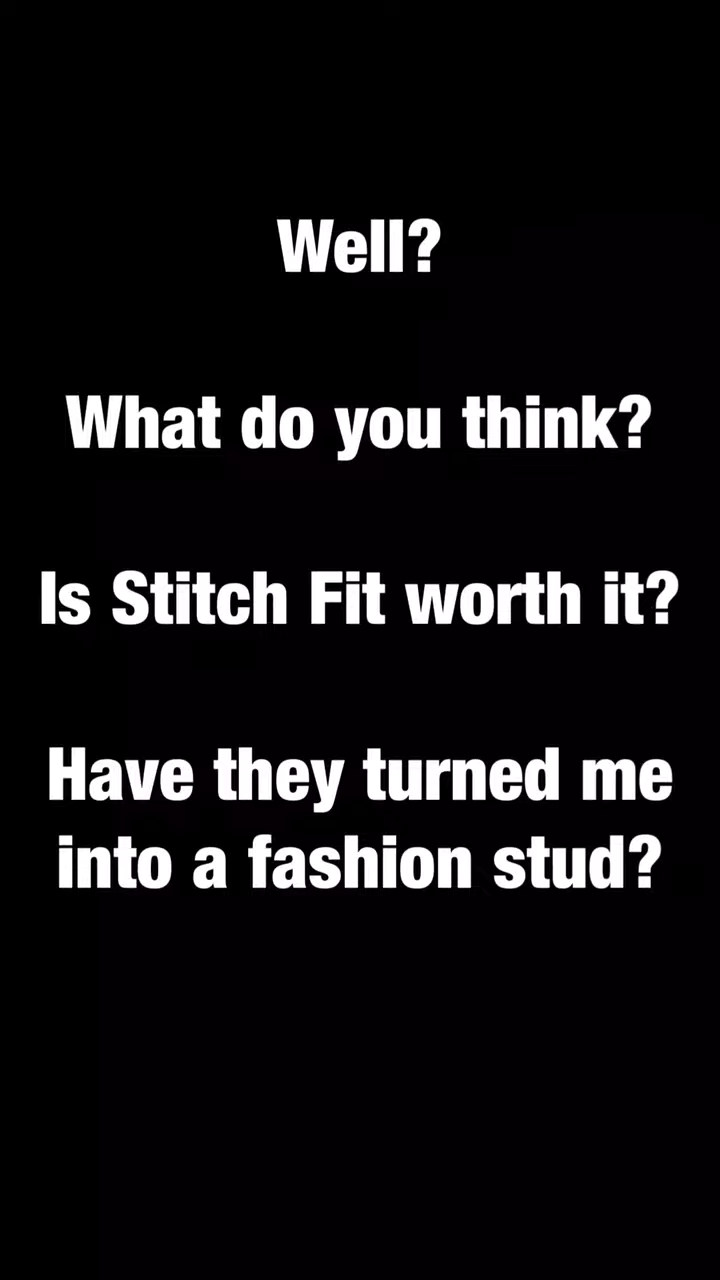 Well?
What do you think?
Is Stitch Fit worth it?
Have they turned me
into a fashion stud?